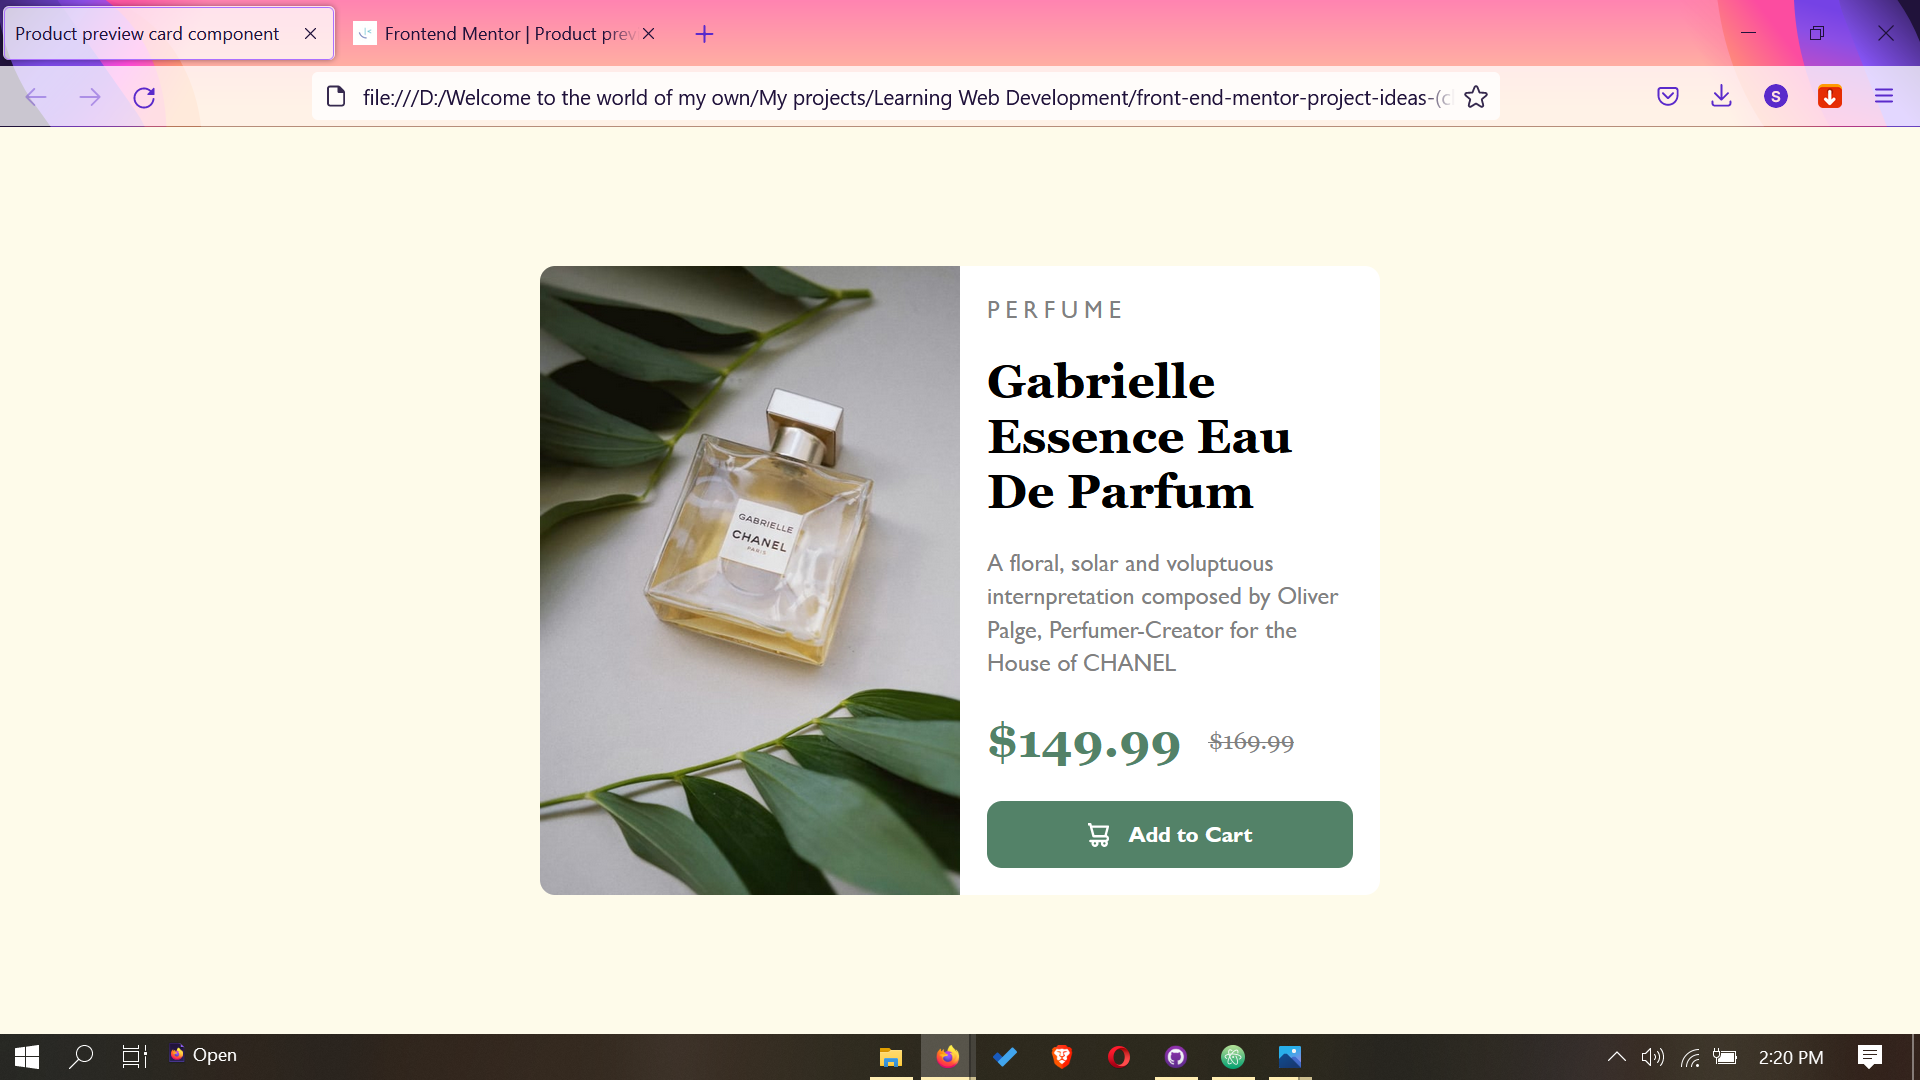 Product preview card component
Frontend Mentor | Product prev
file:///D:/Welcome to the world of my own/My projects/Learning Web Development/front-end-mentor-project-ideas-(c
S
GABRIELLE
CHANEL
PARIS
PERFUME
Gabrielle
Essence Eau
De Parfum
A floral, solar and voluptuous
internpretation composed by Oliver
Palge, Perfumer-Creator for the
House of CHANEL
$149.99 $169.99
Add to Cart
Open
2:20 PM